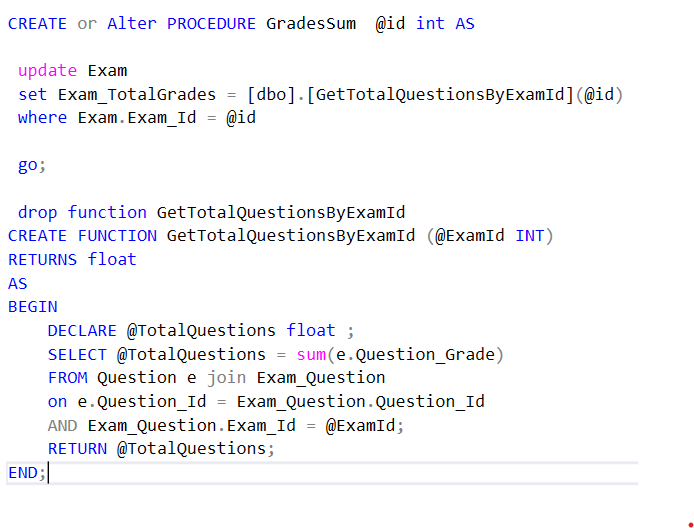 CREATE or Alter PROCEDURE GradesSum  @id int AS
update Exam
set Exam_TotalGrades = [dbo].[GetTotalQuestionsByExamId](@id)
where Exam.Exam_Id = @id
go;
drop function GetTotalQuestionsByExamId
CREATE FUNCTION GetTotalQuestionsByExamId (@ExamId INT)
RETURNS float
AS
BEGIN
    DECLARE @TotalQuestions float ;
    SELECT @TotalQuestions = sum(e.Question_Grade)
    FROM Question e join Exam_Question
    on e.Question_Id = Exam_Question.Question_Id
    AND Exam_Question.Exam_Id = @ExamId;
    RETURN @TotalQuestions;
END;